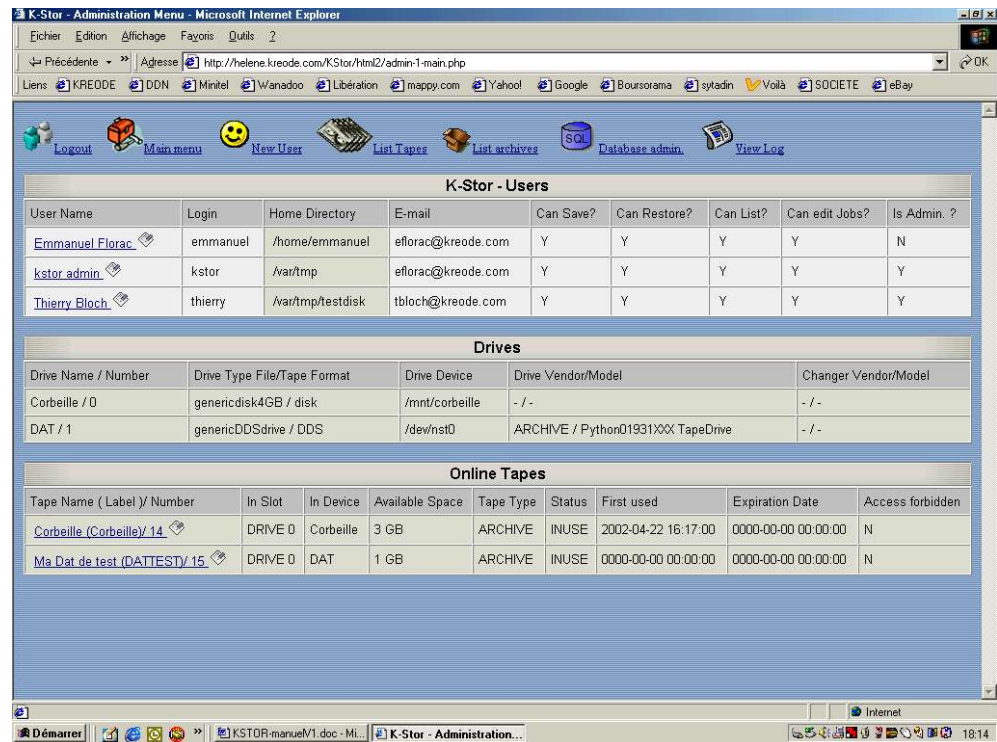 K-Stor - Administration Menu - Microsoft Internet Explorer
Fichier Edition Affichage Favoris Outils ?
Précédente » Adresse http://helene.kreode.com/KStor/html2/admin-1-main.php OK
Liens KREODE DDN Minitel Wanadoo Libération mappy.com Yahoo! Google Boursorama sytadin Voilà SOCIETE eBay
Logout Main menu New User List Tapes List archives SQL Database admin. View Log
K-Stor - Users
User Name Login Home Directory E-mail Can Save? Can Restore? Can List? Can edit Jobs? Is Admin. ?
Emmanuel Florac emmanuel /home/emmanuel eflorac@kreode.com Y Y Y Y N
kstor admin kstor /var/tmp eflorac@kreode.com Y Y Y Y Y
Thierry Bloch thierry /var/tmp/testdisk tbloch@kreode.com Y Y Y Y Y
Drives
Drive Name / Number Drive Type File/Tape Format Drive Device Drive Vendor/Model Changer Vendor/Model
Corbeille / 0 genericdisk4GB / disk /mnt/corbeille - / - - / -
DAT / 1 genericDDSdrive / DDS /dev/nst0 ARCHIVE / Python01931XXX TapeDrive - / -
Online Tapes
Tape Name ( Label )/ Number In Slot In Device Available Space Tape Type Status First used Expiration Date Access forbidden
Corbeille (Corbeille)/ 14 DRIVE 0 Corbeille 3 GB ARCHIVE INUSE 2002-04-22 16:17:00 0000-00-00 00:00:00 N
Ma Dat de test (DATTEST)/ 15 DRIVE 0 DAT 1 GB ARCHIVE INUSE 0000-00-00 00:00:00 0000-00-00 00:00:00 N
Internet
Démarrer » KSTOR-manuelV1.doc - Mi... K-Stor - Administration... 18:14